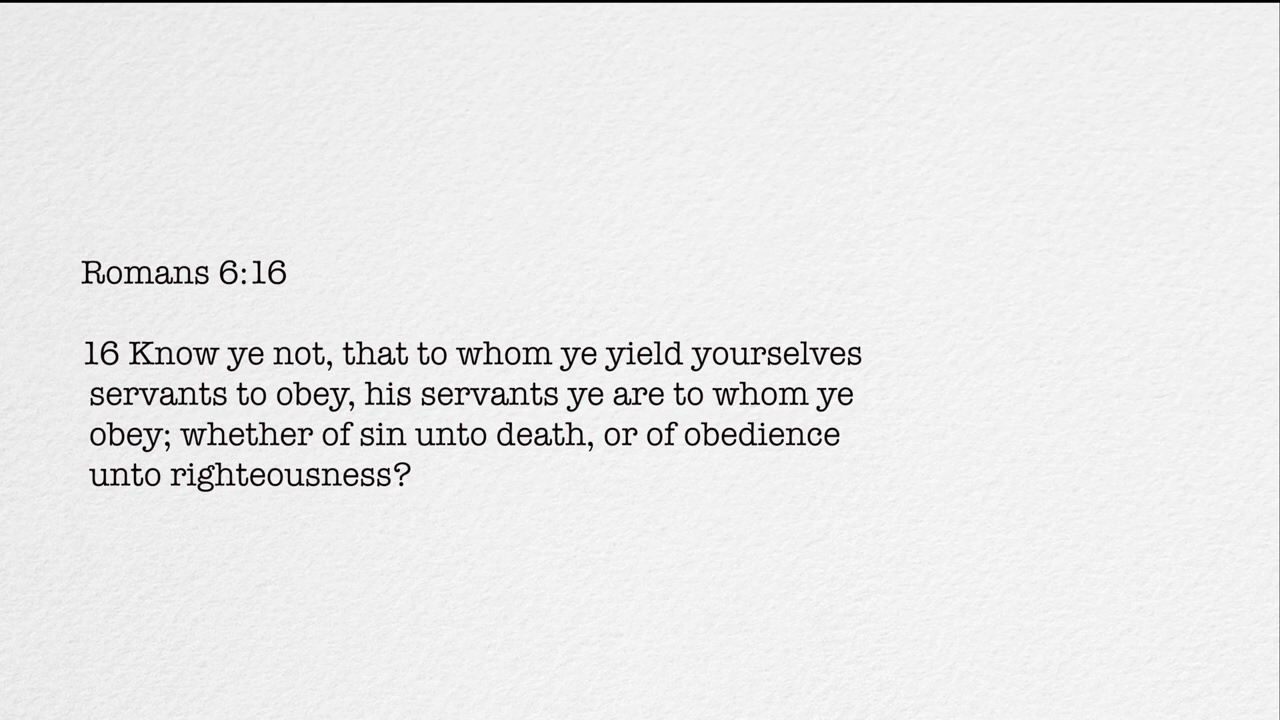 Romans 6:16
16 Know ye not, that to whom ye yield yourselves
servants to obey, his servants ye are to whom ye
obey; whether of sin unto death, or of obedience
unto righteousness?